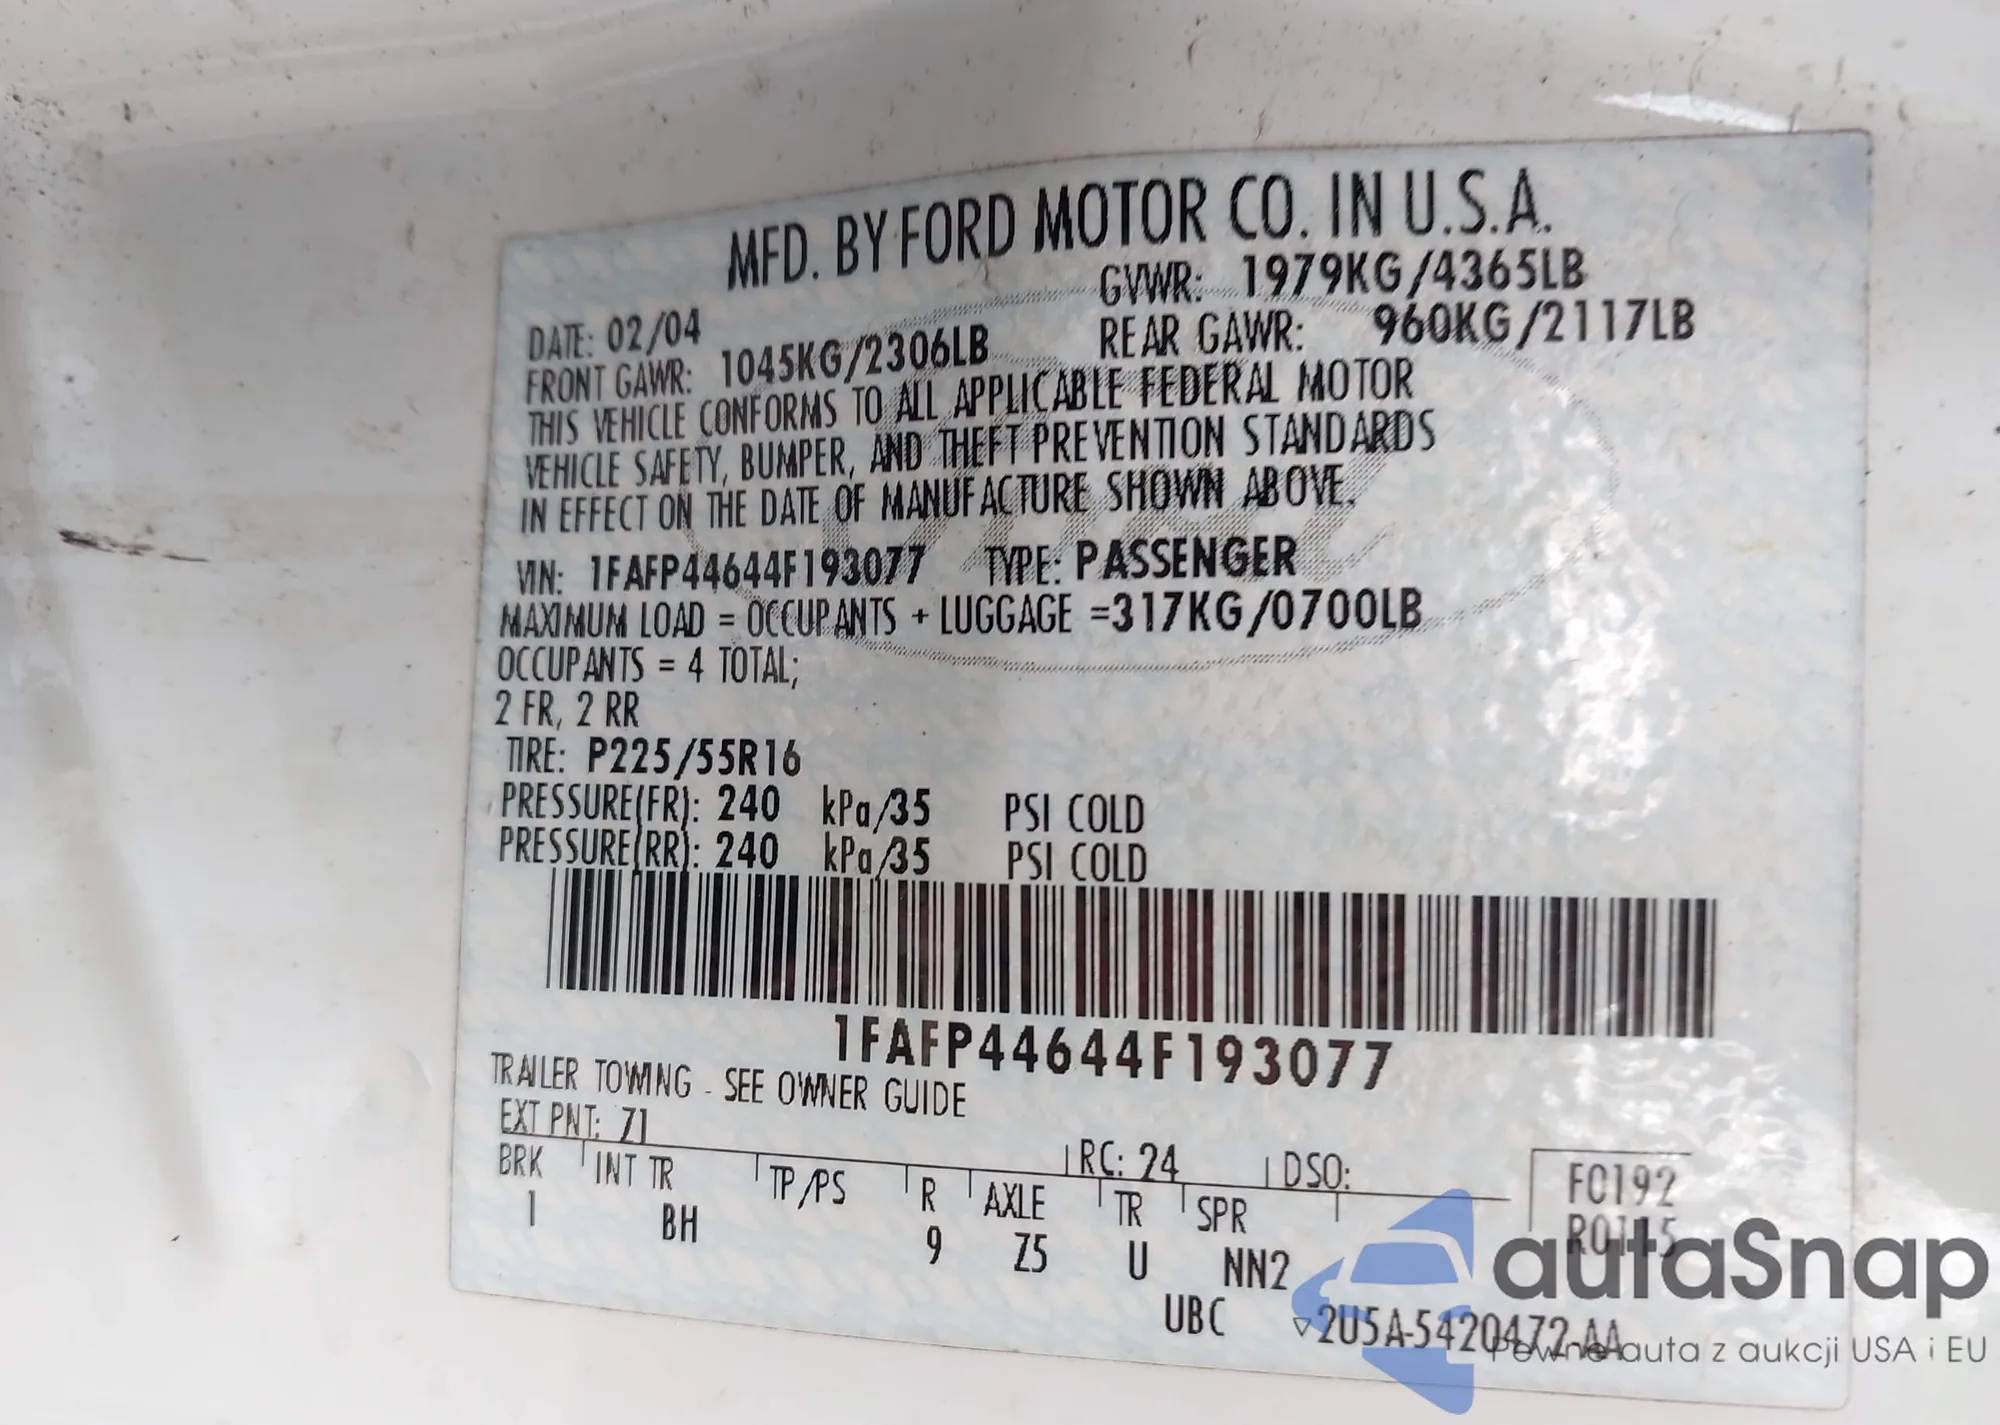 MFD. BY FORD MOTOR CO. IN U.S.A.
DATE: 02/04 GVWR: 1979KG/4365LB
FRONT GAWR: 1045KG/2306LB REAR GAWR: 960KG/2117LB
THIS VEHICLE CONFORMS TO ALL APPLICABLE FEDERAL MOTOR
VEHICLE SAFETY, BUMPER, AND THEFT PREVENTION STANDARDS
IN EFFECT ON THE DATE OF MANUFACTURE SHOWN ABOVE.
VIN: 1FAFP44644F193077 TYPE: PASSENGER
MAXIMUM LOAD = OCCUPANTS + LUGGAGE =317KG/0700LB
OCCUPANTS = 4 TOTAL;
2 FR, 2 RR
TIRE: P225/55R16
PRESSURE(FR): 240 kPa/35 PSI COLD
PRESSURE(RR): 240 kPa/35 PSI COLD
1FAFP44644F193077
TRAILER TOWING - SEE OWNER GUIDE
EXT PNT: Z1 RC: 24 DSO: F0192
BRK INT TR TP/PS R AXLE TR SPR R0115
1 BH 9 Z5 U NN2
UBC ▽2U5A-5420472-AA
autaSnap
Pewne auta z aukcji USA i EU